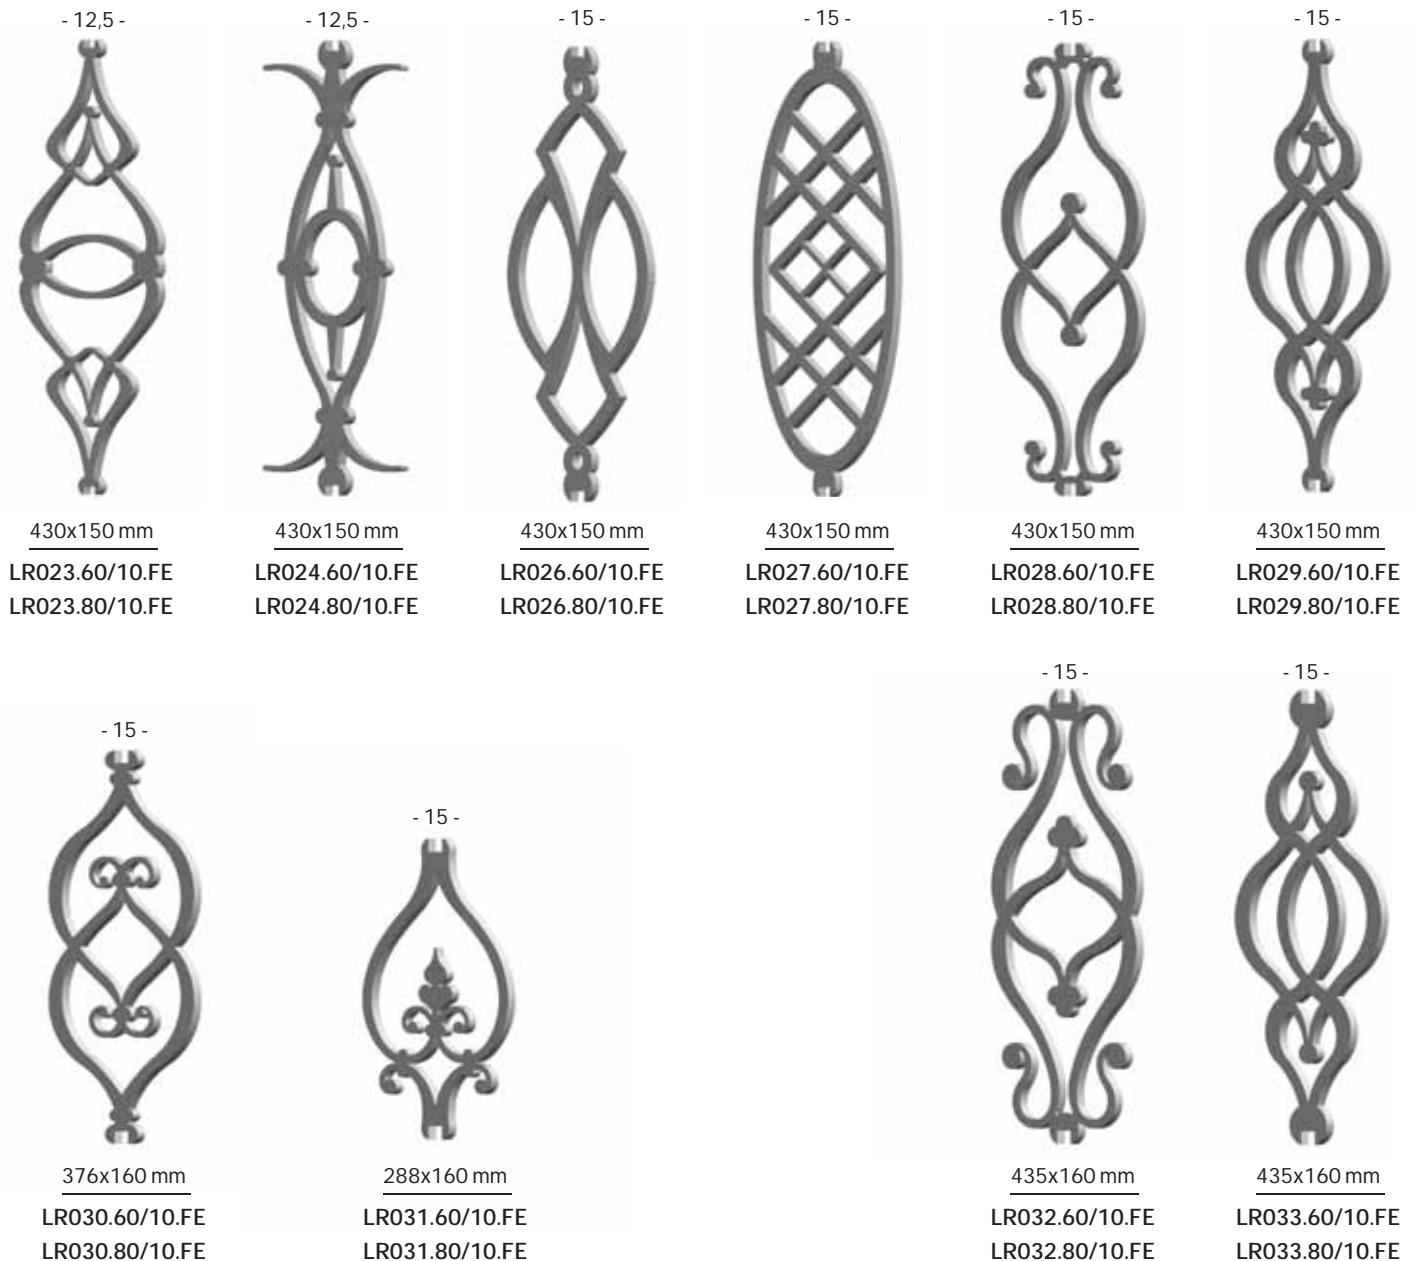 - 12,5 -
- 12,5 -
- 15 -
- 15 -
- 15 -
- 15 -
430x150 mm
430x150 mm
430x150 mm
430x150 mm
430x150 mm
430x150 mm
LR023.60/10.FE
LR024.60/10.FE
LR026.60/10.FE
LR027.60/10.FE
LR028.60/10.FE
LR029.60/10.FE
LR023.80/10.FE
LR024.80/10.FE
LR026.80/10.FE
LR027.80/10.FE
LR028.80/10.FE
LR029.80/10.FE
- 15 -
- 15 -
- 15 -
- 15 -
376x160 mm
288x160 mm
435x160 mm
435x160 mm
LR030.60/10.FE
LR031.60/10.FE
LR032.60/10.FE
LR033.60/10.FE
LR030.80/10.FE
LR031.80/10.FE
LR032.80/10.FE
LR033.80/10.FE